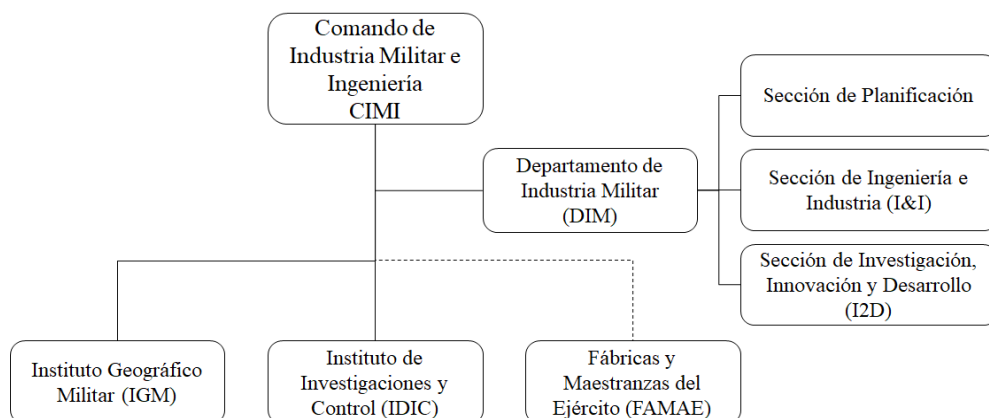 Comando de
Industria Militar e
Ingeniería
CIMI
Sección de Planificación
Departamento de
Industria Militar
(DIM)
Sección de Ingeniería e
Industria (I&I)
Sección de Investigación,
Innovación y Desarrollo
(I2D)
Instituto Geográfico
Militar (IGM)
Instituto de
Investigaciones y
Control (IDIC)
Fábricas y
Maestranzas del
Ejército (FAMAE)